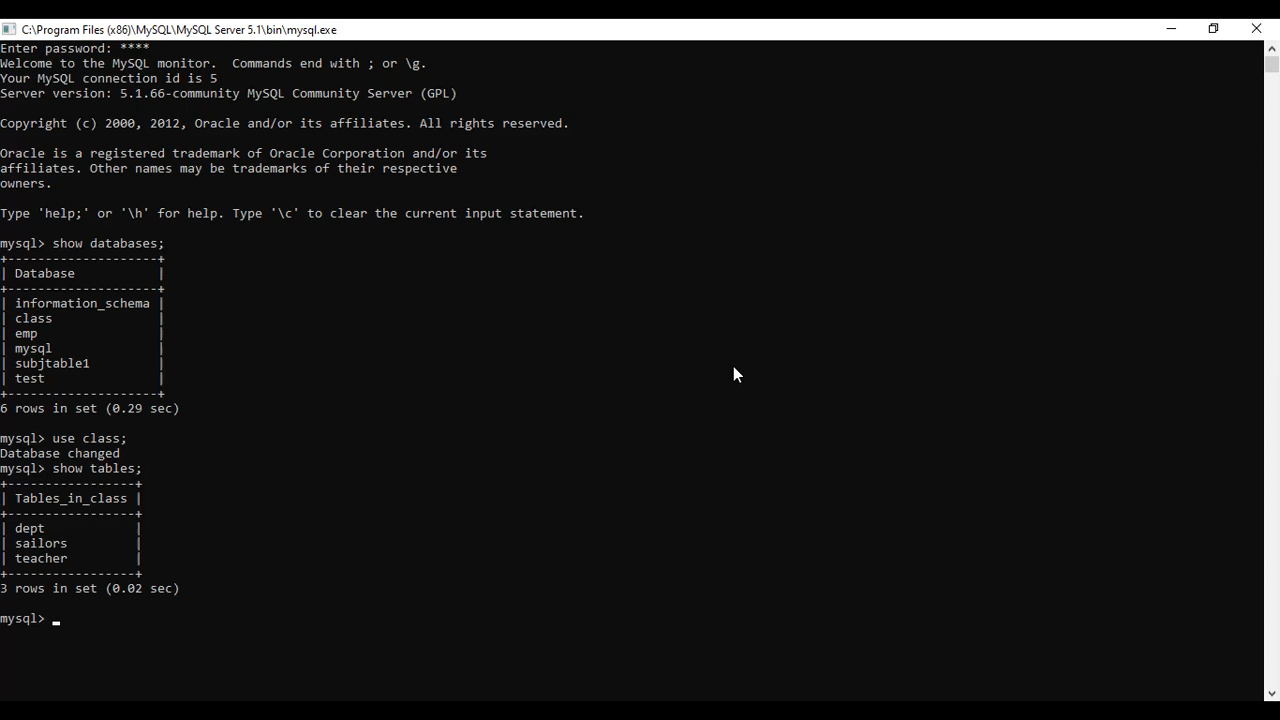 C:\Program Files (x86)\MySQL\MySQL Server 5.1\bin\mysql.exe
Enter password: ****
Welcome to the MySQL monitor.  Commands end with ; or \g.
Your MySQL connection id is 5
Server version: 5.1.66-community MySQL Community Server (GPL)
Copyright (c) 2000, 2012, Oracle and/or its affiliates. All rights reserved.
Oracle is a registered trademark of Oracle Corporation and/or its
affiliates. Other names may be trademarks of their respective
owners.
Type 'help;' or '\h' for help. Type '\c' to clear the current input statement.
mysql> show databases;
+--------------------+
| Database           |
+--------------------+
| information_schema |
| class              |
| emp                |
| mysql              |
| subjtable1         |
| test               |
+--------------------+
6 rows in set (0.29 sec)
mysql> use class;
Database changed
mysql> show tables;
+-----------------+
| Tables_in_class |
+-----------------+
| dept            |
| sailors         |
| teacher         |
+-----------------+
3 rows in set (0.02 sec)
mysql> _